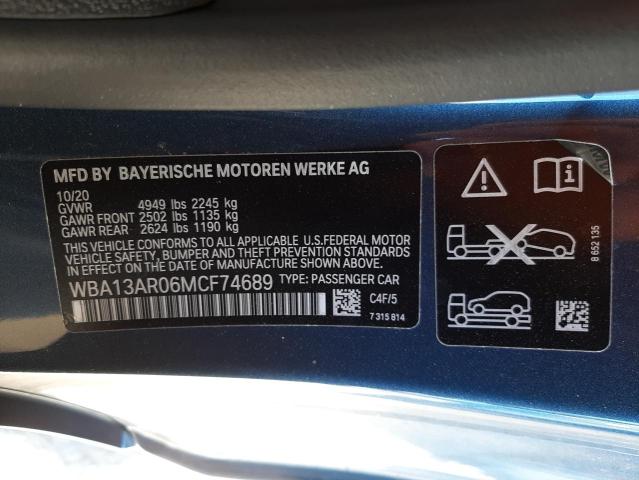 MFD BY BAYERISCHE MOTOREN WERKE AG
10/20
GVWR 4949 lbs 2245 kg
GAWR FRONT 2502 lbs 1135 kg
GAWR REAR 2624 lbs 1190 kg
THIS VEHICLE CONFORMS TO ALL APPLICABLE U.S.FEDERAL MOTOR
VEHICLE SAFETY, BUMPER AND THEFT PREVENTION STANDARDS
IN EFFECT ON THE DATE OF MANUFACTURE SHOWN ABOVE.
WBA13AR06MCF74689 TYPE: PASSENGER CAR
C4F/5
7 315 814
8 652 135